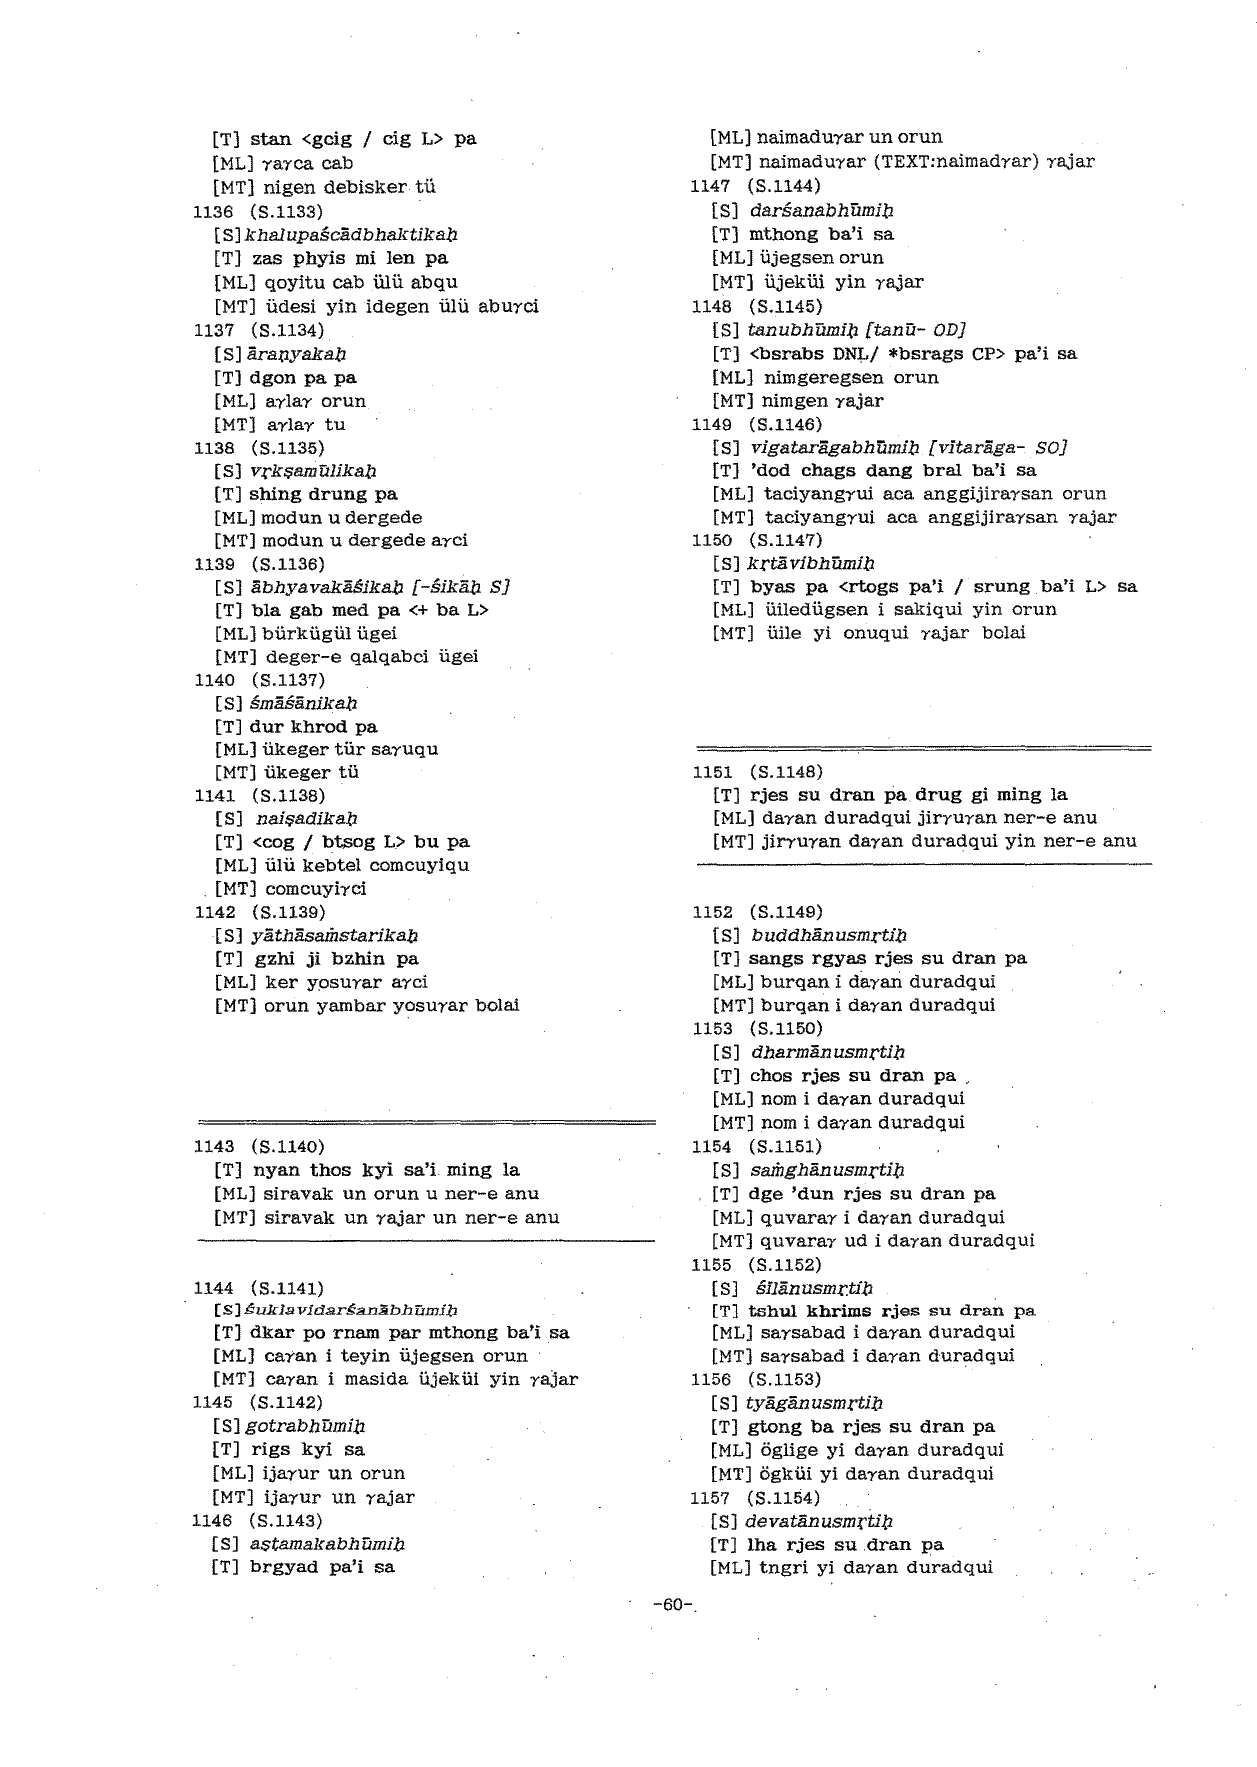 [T] stan <gcig / cig L> pa
[ML] γaγca cab
[MT] nigen debisker tü
1136 (S.1133)
[S] khalupaścādbhaktikaḥ
[T] zas phyis mi len pa
[ML] qoyitu cab ülü abqu
[MT] üdesi yin idegen ülü abuγci
1137 (S.1134)
[S] āraṇyakaḥ
[T] dgon pa pa
[ML] aγlaγ orun
[MT] aγlaγ tu
1138 (S.1135)
[S] vṛkṣamūlikaḥ
[T] shing drung pa
[ML] modun u dergede
[MT] modun u dergede aγci
1139 (S.1136)
[S] ābhyavakāśikaḥ [-śikāḥ S]
[T] bla gab med pa <+ ba L>
[ML] bürkügül ügei
[MT] deger-e qalqabci ügei
1140 (S.1137)
[S] śmāśānikaḥ
[T] dur khrod pa
[ML] ükeger tür saγuqu
[MT] ükeger tü
1141 (S.1138)
[S] naiṣadikaḥ
[T] <cog / btsog L> bu pa
[ML] ülü kebtel comcuyiqu
[MT] comcuyiγci
1142 (S.1139)
[S] yāthāsaṁstarikaḥ
[T] gzhi ji bzhin pa
[ML] ker yosuγar aγci
[MT] orun yambar yosuγar bolai
1143 (S.1140)
[T] nyan thos kyi sa'i ming la
[ML] siravak un orun u ner-e anu
[MT] siravak un γajar un ner-e anu
1144 (S.1141)
[S] śuklavidarśanābhūmiḥ
[T] dkar po rnam par mthong ba'i sa
[ML] caγan i teyin üjegsen orun
[MT] caγan i masida üjeküi yin γajar
1145 (S.1142)
[S] gotrabhūmiḥ
[T] rigs kyi sa
[ML] ijaγur un orun
[MT] ijaγur un γajar
1146 (S.1143)
[S] aṣtamakabhūmiḥ
[T] brgyad pa'i sa
[ML] naimaduγar un orun
[MT] naimaduγar (TEXT:naimadγar) γajar
1147 (S.1144)
[S] darśanabhūmiḥ
[T] mthong ba'i sa
[ML] üjegsen orun
[MT] üjeküi yin γajar
1148 (S.1145)
[S] tanubhūmiḥ [tanū- OD]
[T] <bsrabs DNL/ *bsrags CP> pa'i sa
[ML] nimgeregsen orun
[MT] nimgen γajar
1149 (S.1146)
[S] vigatarāgabhūmiḥ [vītarāga- SO]
[T] 'dod chags dang bral ba'i sa
[ML] taciyangγui aca anggijiraγsan orun
[MT] taciyangγui aca anggijiraγsan γajar
1150 (S.1147)
[S] kṛtāvibhūmiḥ
[T] byas pa <rtogs pa'i / srung ba'i L> sa
[ML] üiledügsen i sakiqui yin orun
[MT] üile yi onuqui γajar bolai
1151 (S.1148)
[T] rjes su dran pa drug gi ming la
[ML] daγan duradqui jirγuγan ner-e anu
[MT] jirγuγan daγan duradqui yin ner-e anu
1152 (S.1149)
[S] buddhānusmṛtiḥ
[T] sangs rgyas rjes su dran pa
[ML] burqan i daγan duradqui
[MT] burqan i daγan duradqui
1153 (S.1150)
[S] dharmānusmṛtiḥ
[T] chos rjes su dran pa
[ML] nom i daγan duradqui
[MT] nom i daγan duradqui
1154 (S.1151)
[S] saṁghānusmṛtiḥ
[T] dge 'dun rjes su dran pa
[ML] quvaraγ i daγan duradqui
[MT] quvaraγ ud i daγan duradqui
1155 (S.1152)
[S] śīlānusmṛtiḥ
[T] tshul khrims rjes su dran pa
[ML] saγsabad i daγan duradqui
[MT] saγsabad i daγan duradqui
1156 (S.1153)
[S] tyāgānusmṛtiḥ
[T] gtong ba rjes su dran pa
[ML] öglige yi daγan duradqui
[MT] ögküi yi daγan duradqui
1157 (S.1154)
[S] devatānusmṛtiḥ
[T] lha rjes su dran pa
[ML] tngri yi daγan duradqui
-60-